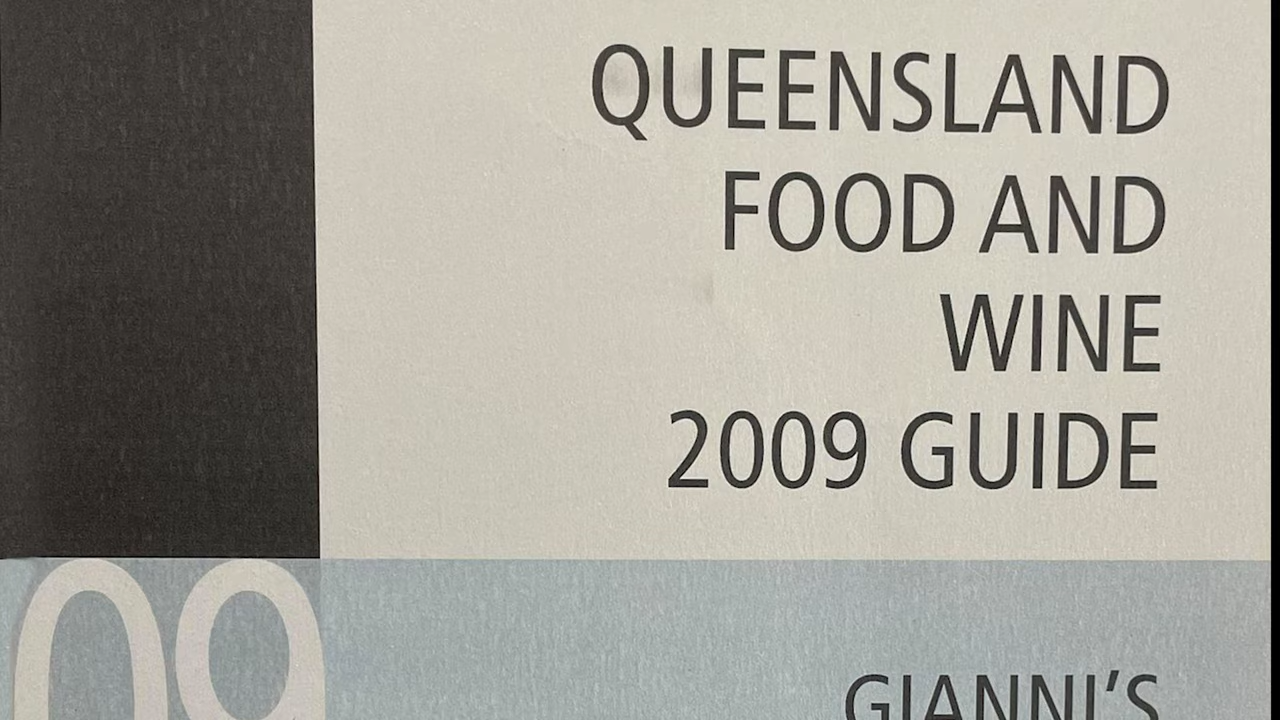 QUEENSLAND
FOOD AND
WINE
2009 GUIDE
09
GIANNI'S